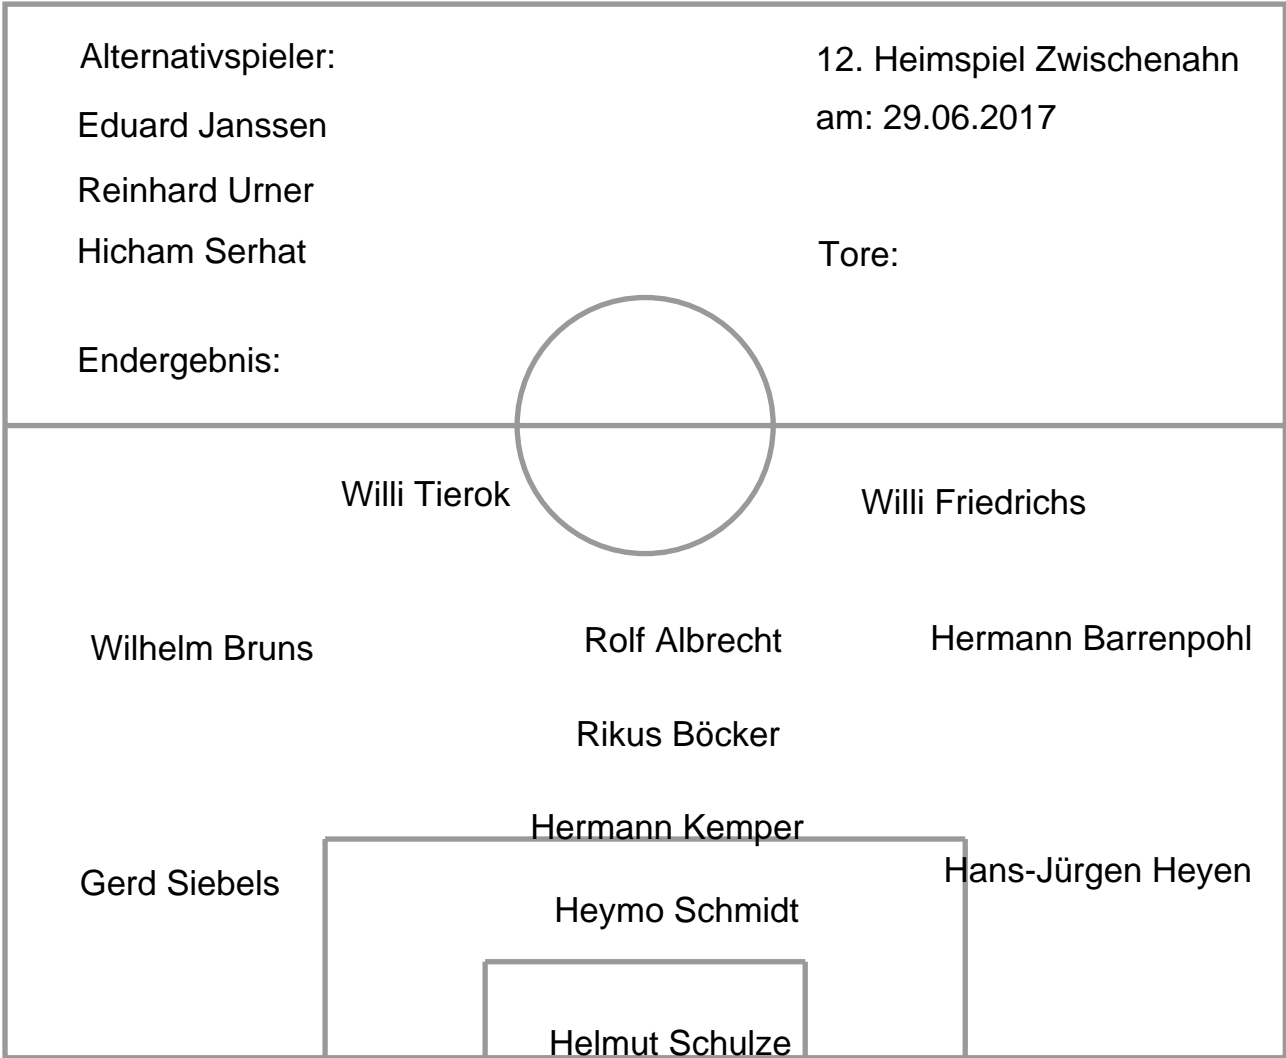 Alternativspieler:
12. Heimspiel Zwischenahn
Eduard Janssen
am: 29.06.2017
Reinhard Urner
Hicham Serhat
Tore:
Endergebnis:
Willi Tierok
Willi Friedrichs
Wilhelm Bruns
Rolf Albrecht
Hermann Barrenpohl
Rikus Böcker
Hermann Kemper
Gerd Siebels
Hans-Jürgen Heyen
Heymo Schmidt
Helmut Schulze